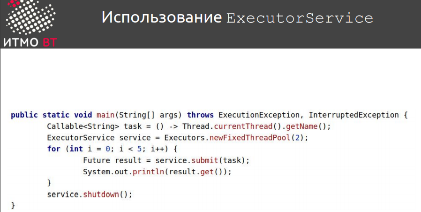 Использование ExecutorService
ИТМО ВТ
public static void main(String[] args) throws ExecutionException, InterruptedException {
Callable<String> task = () -> Thread.currentThread().getName();
ExecutorService service = Executors.newFixedThreadPool(2);
for (int i = 0; i < 5; i++) {
Future result = service.submit(task);
System.out.println(result.get());
}
service.shutdown();
}